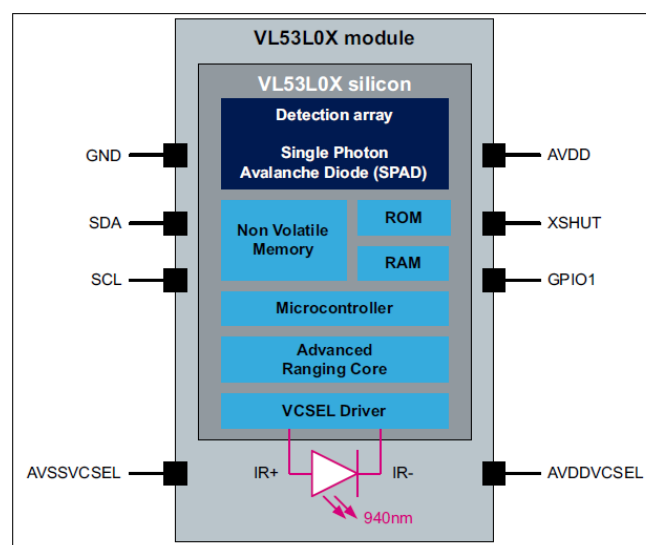 VL53L0X module
VL53L0X silicon
Detection array
Single Photon
Avalanche Diode (SPAD)
GND
AVDD
SDA
XSHUT
Non Volatile
Memory
ROM
RAM
SCL
GPIO1
Microcontroller
Advanced
Ranging Core
VCSEL Driver
AVSSVCSEL
IR+
IR-
AVDDVCSEL
940nm